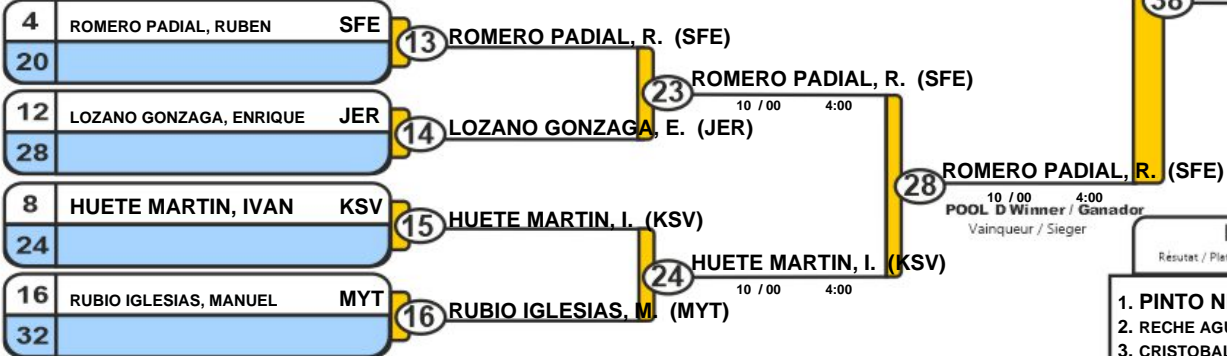 38
4 ROMERO PADIAL, RUBEN SFE
20
13 ROMERO PADIAL, R. (SFE)
12 LOZANO GONZAGA, ENRIQUE JER
28
14 LOZANO GONZAGA, E. (JER)
23 ROMERO PADIAL, R. (SFE)
10 / 00 4:00
8 HUETE MARTIN, IVAN KSV
24
15 HUETE MARTIN, I. (KSV)
16 RUBIO IGLESIAS, MANUEL MYT
32
16 RUBIO IGLESIAS, M. (MYT)
24 HUETE MARTIN, I. (KSV)
10 / 00 4:00
28 ROMERO PADIAL, R. (SFE)
10 / 00 4:00
POOL D Winner / Ganador
Vainqueur / Sieger
Résutat /
1. PINTO
2. RECHE
3. CRISTOBAL